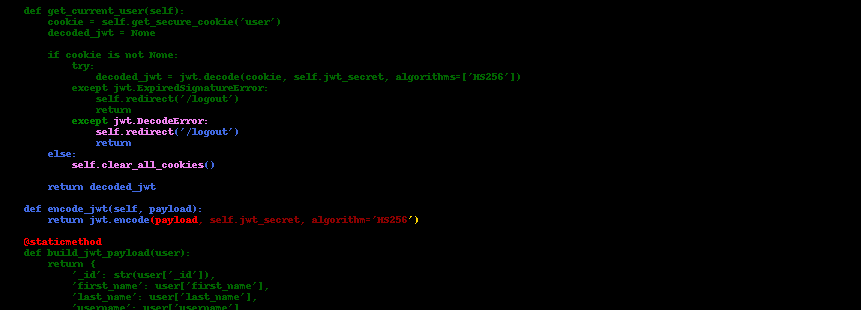 def get_current_user(self):
cookie = self.get_secure_cookie('user')
decoded_jwt = None
if cookie is not None:
try:
decoded_jwt = jwt.decode(cookie, self.jwt_secret, algorithms=['HS256'])
except jwt.ExpiredSignatureError:
self.redirect('/logout')
return
except jwt.DecodeError:
self.redirect('/logout')
return
else:
self.clear_all_cookies()
return decoded_jwt
def encode_jwt(self, payload):
return jwt.encode(payload, self.jwt_secret, algorithm='HS256')
@staticmethod
def build_jwt_payload(user):
return {
'_id': str(user['_id']),
'first_name': user['first_name'],
'last_name': user['last_name'],
'username': user['username']